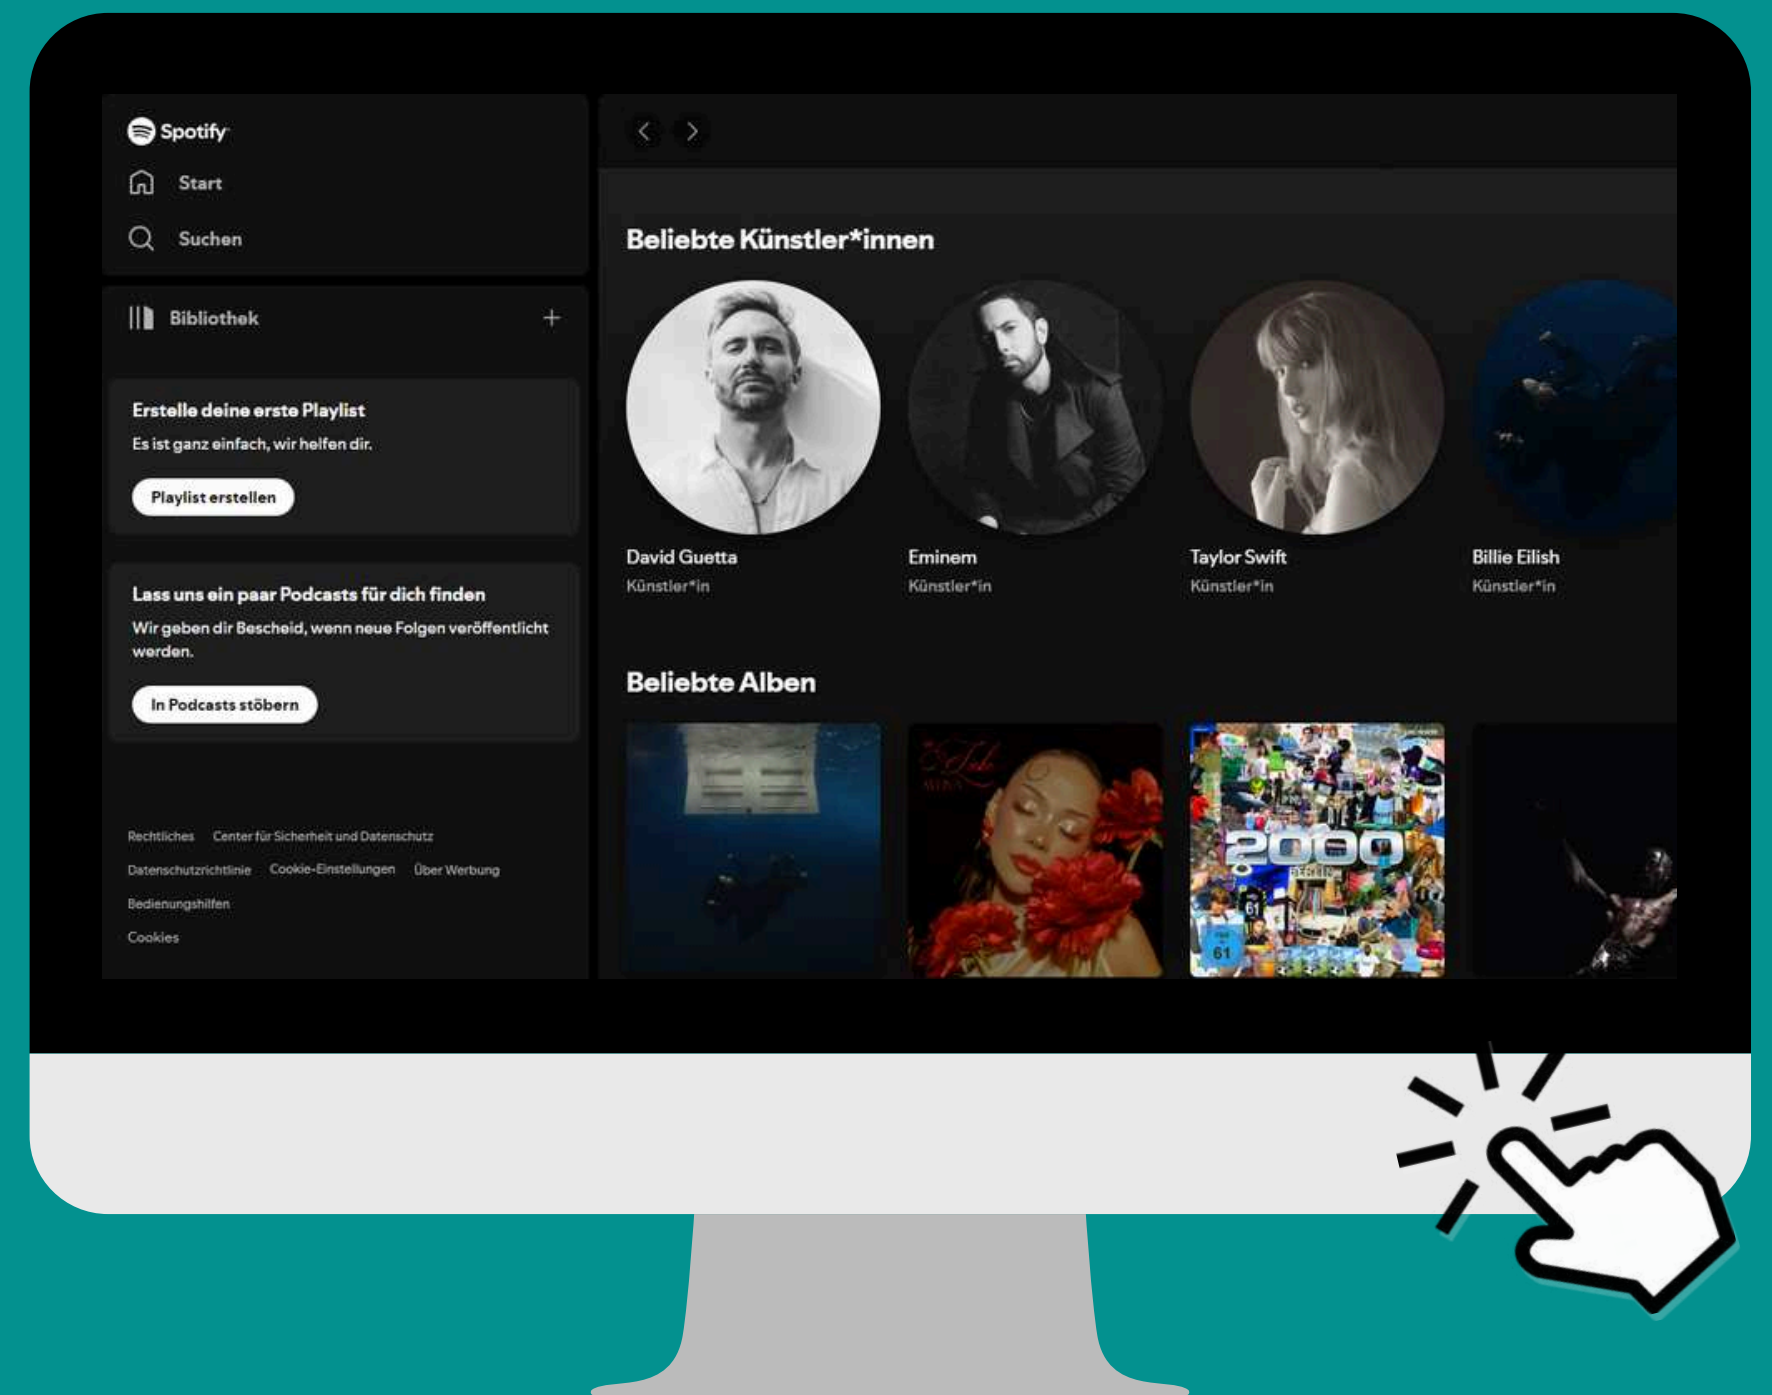 Spotify
Start
Suchen
Bibliothek
Erstelle deine erste Playlist
Es ist ganz einfach, wir helfen dir.
Playlist erstellen
Lass uns ein paar Podcasts für dich finden
Wir geben dir Bescheid, wenn neue Folgen veröffentlicht
werden.
In Podcasts stöbern
Rechtliches Center für Sicherheit und Datenschutz
Datenschutzrichtlinie Cookie-Einstellungen Über Werbung
Bedienungshilfen
Cookies
Beliebte Künstler*innen
David Guetta
Künstler*in
Eminem
Künstler*in
Taylor Swift
Künstler*in
Billie Eilish
Künstler*in
Beliebte Alben
2000
BERLIN
61
61